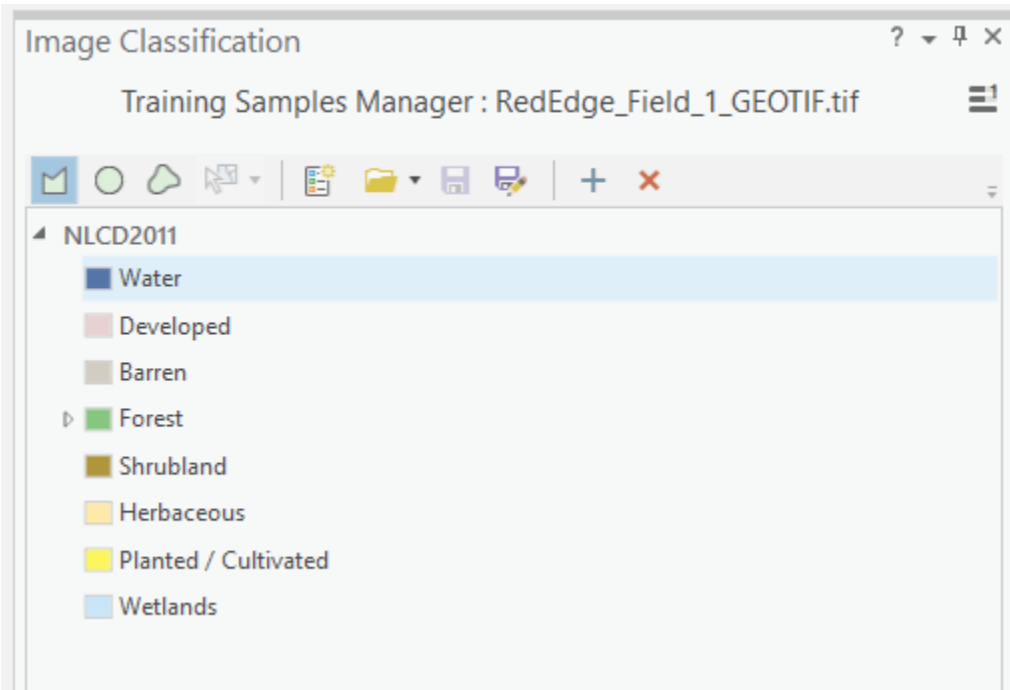 Image Classification
Training Samples Manager : RedEdge_Field_1_GEOTIF.tif
NLCD2011
Water
Developed
Barren
Forest
Shrubland
Herbaceous
Planted / Cultivated
Wetlands